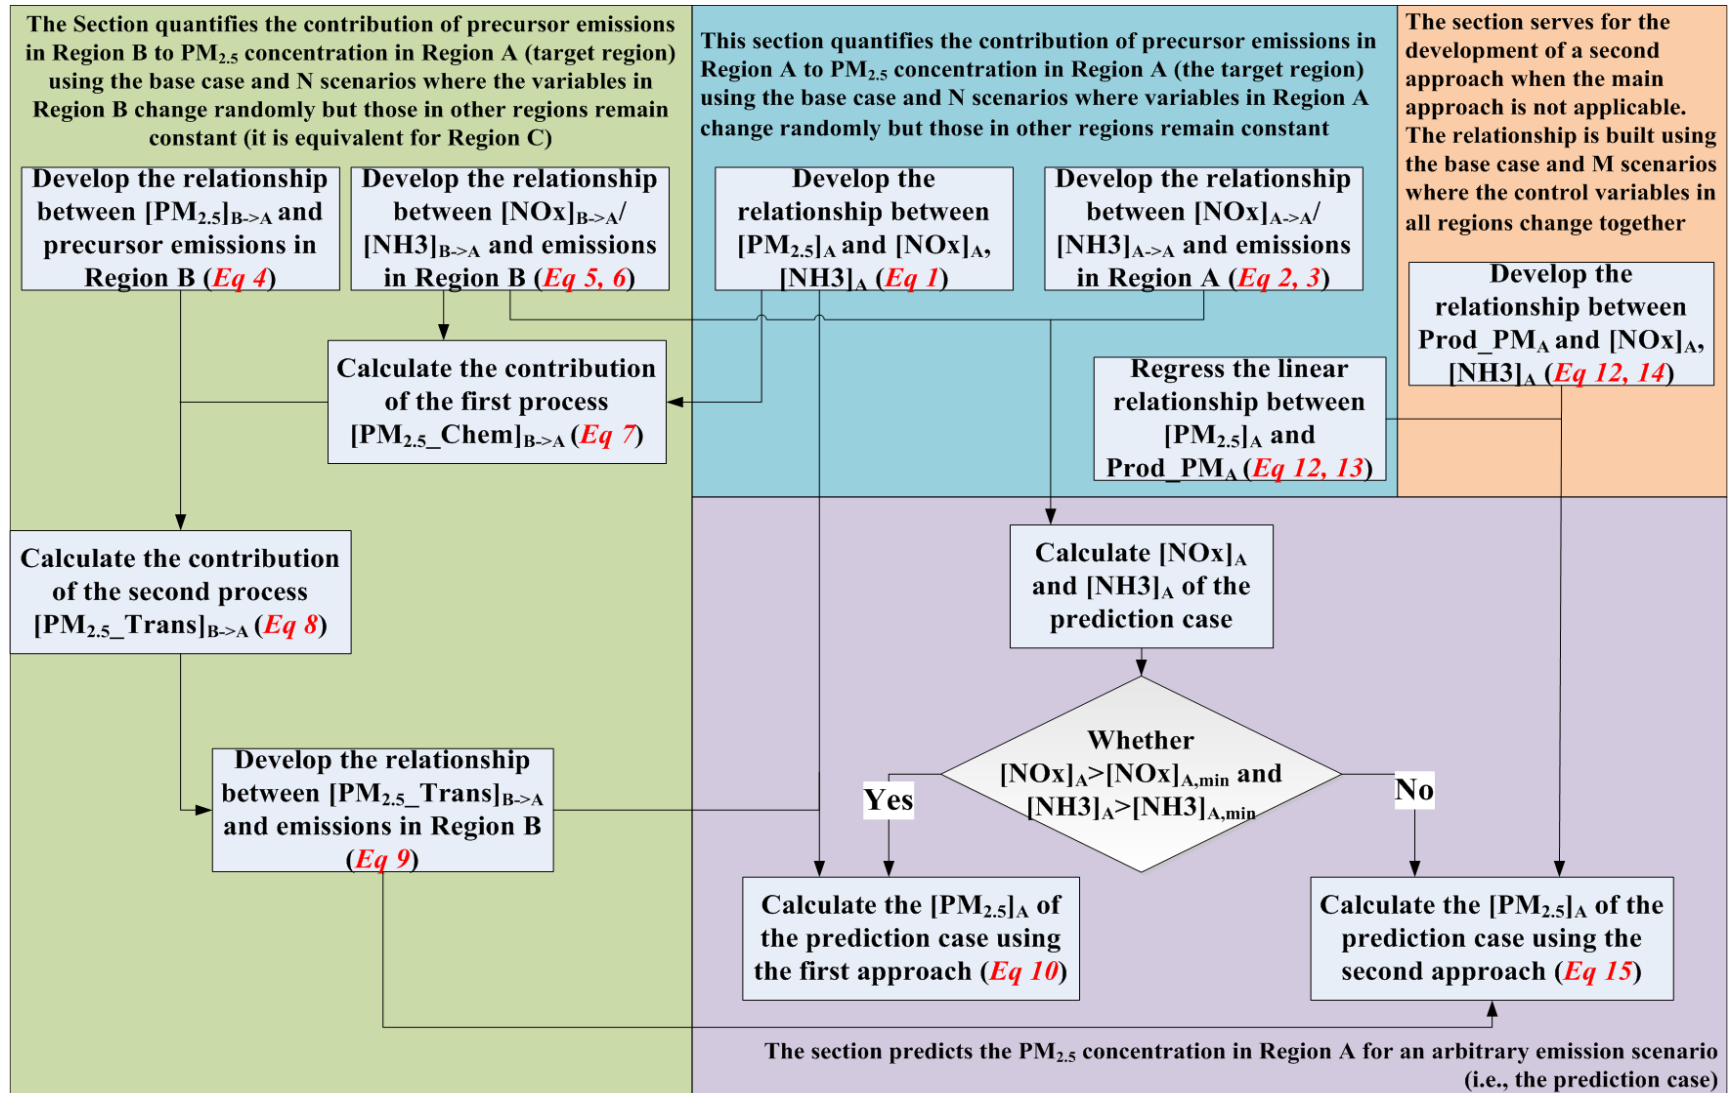 The Section quantifies the contribution of precursor emissions
in Region B to PM2.5 concentration in Region A (target region)
using the base case and N scenarios where the variables in
Region B change randomly but those in other regions remain
constant (it is equivalent for Region C)
Develop the relationship
between [PM2.5]B->A and
precursor emissions in
Region B (Eq 4)
Develop the relationship
between [NOx]B->A/
[NH3]B->A and emissions
in Region B (Eq 5, 6)
Calculate the contribution
of the first process
[PM2.5_Chem]B->A (Eq 7)
Calculate the contribution
of the second process
[PM2.5_Trans]B->A (Eq 8)
Develop the relationship
between [PM2.5_Trans]B->A
and emissions in Region B
(Eq 9)
This section quantifies the contribution of precursor emissions in
Region A to PM2.5 concentration in Region A (the target region)
using the base case and N scenarios where variables in Region A
change randomly but those in other regions remain constant
Develop the
relationship between
[PM2.5]A and [NOx]A,
[NH3]A (Eq 1)
Develop the relationship
between [NOx]A->A/
[NH3]A->A and emissions
in Region A (Eq 2, 3)
Regress the linear
relationship between
[PM2.5]A and
Prod_PMA (Eq 12, 13)
The section serves for the
development of a second
approach when the main
approach is not applicable.
The relationship is built using
the base case and M scenarios
where the control variables in
all regions change together
Develop the
relationship between
Prod_PMA and [NOx]A,
[NH3]A (Eq 12, 14)
Calculate [NOx]A
and [NH3]A of the
prediction case
Whether
[NOx]A>[NOx]A,min and
[NH3]A>[NH3]A,min
Yes
No
Calculate the [PM2.5]A of
the prediction case using
the first approach (Eq 10)
Calculate the [PM2.5]A of the
prediction case using the
second approach (Eq 15)
The section predicts the PM2.5 concentration in Region A for an arbitrary emission scenario
(i.e., the prediction case)